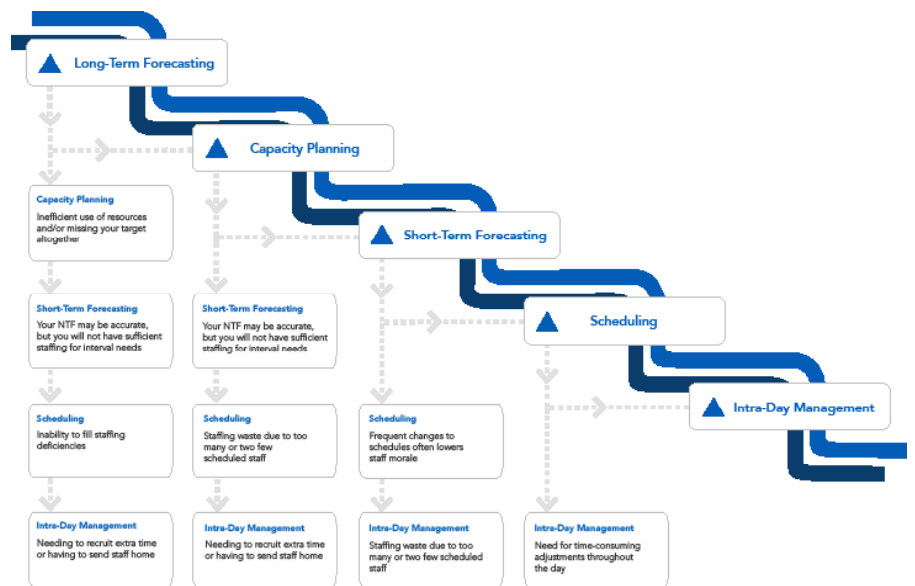 Long-Term Forecasting
Capacity Planning
Capacity Planning
Inefficient use of resources
and/or missing your target
altogether
Short-Term Forecasting
Short-Term Forecasting
Your NTF may be accurate,
but you will not have sufficient
staffing for interval needs
Short-Term Forecasting
Your NTF may be accurate,
but you will not have sufficient
staffing for interval needs
Scheduling
Intra-Day Management
Scheduling
Inability to fill staffing
deficiencies
Scheduling
Staffing waste due to too
many or two few
scheduled staff
Scheduling
Frequent changes to
schedules often lowers
staff morale
Intra-Day Management
Needing to recruit extra time
or having to send staff home
Intra-Day Management
Needing to recruit extra time
or having to send staff home
Intra-Day Management
Staffing waste due to too
many or two few scheduled
staff
Intra-Day Management
Need for time-consuming
adjustments throughout
the day